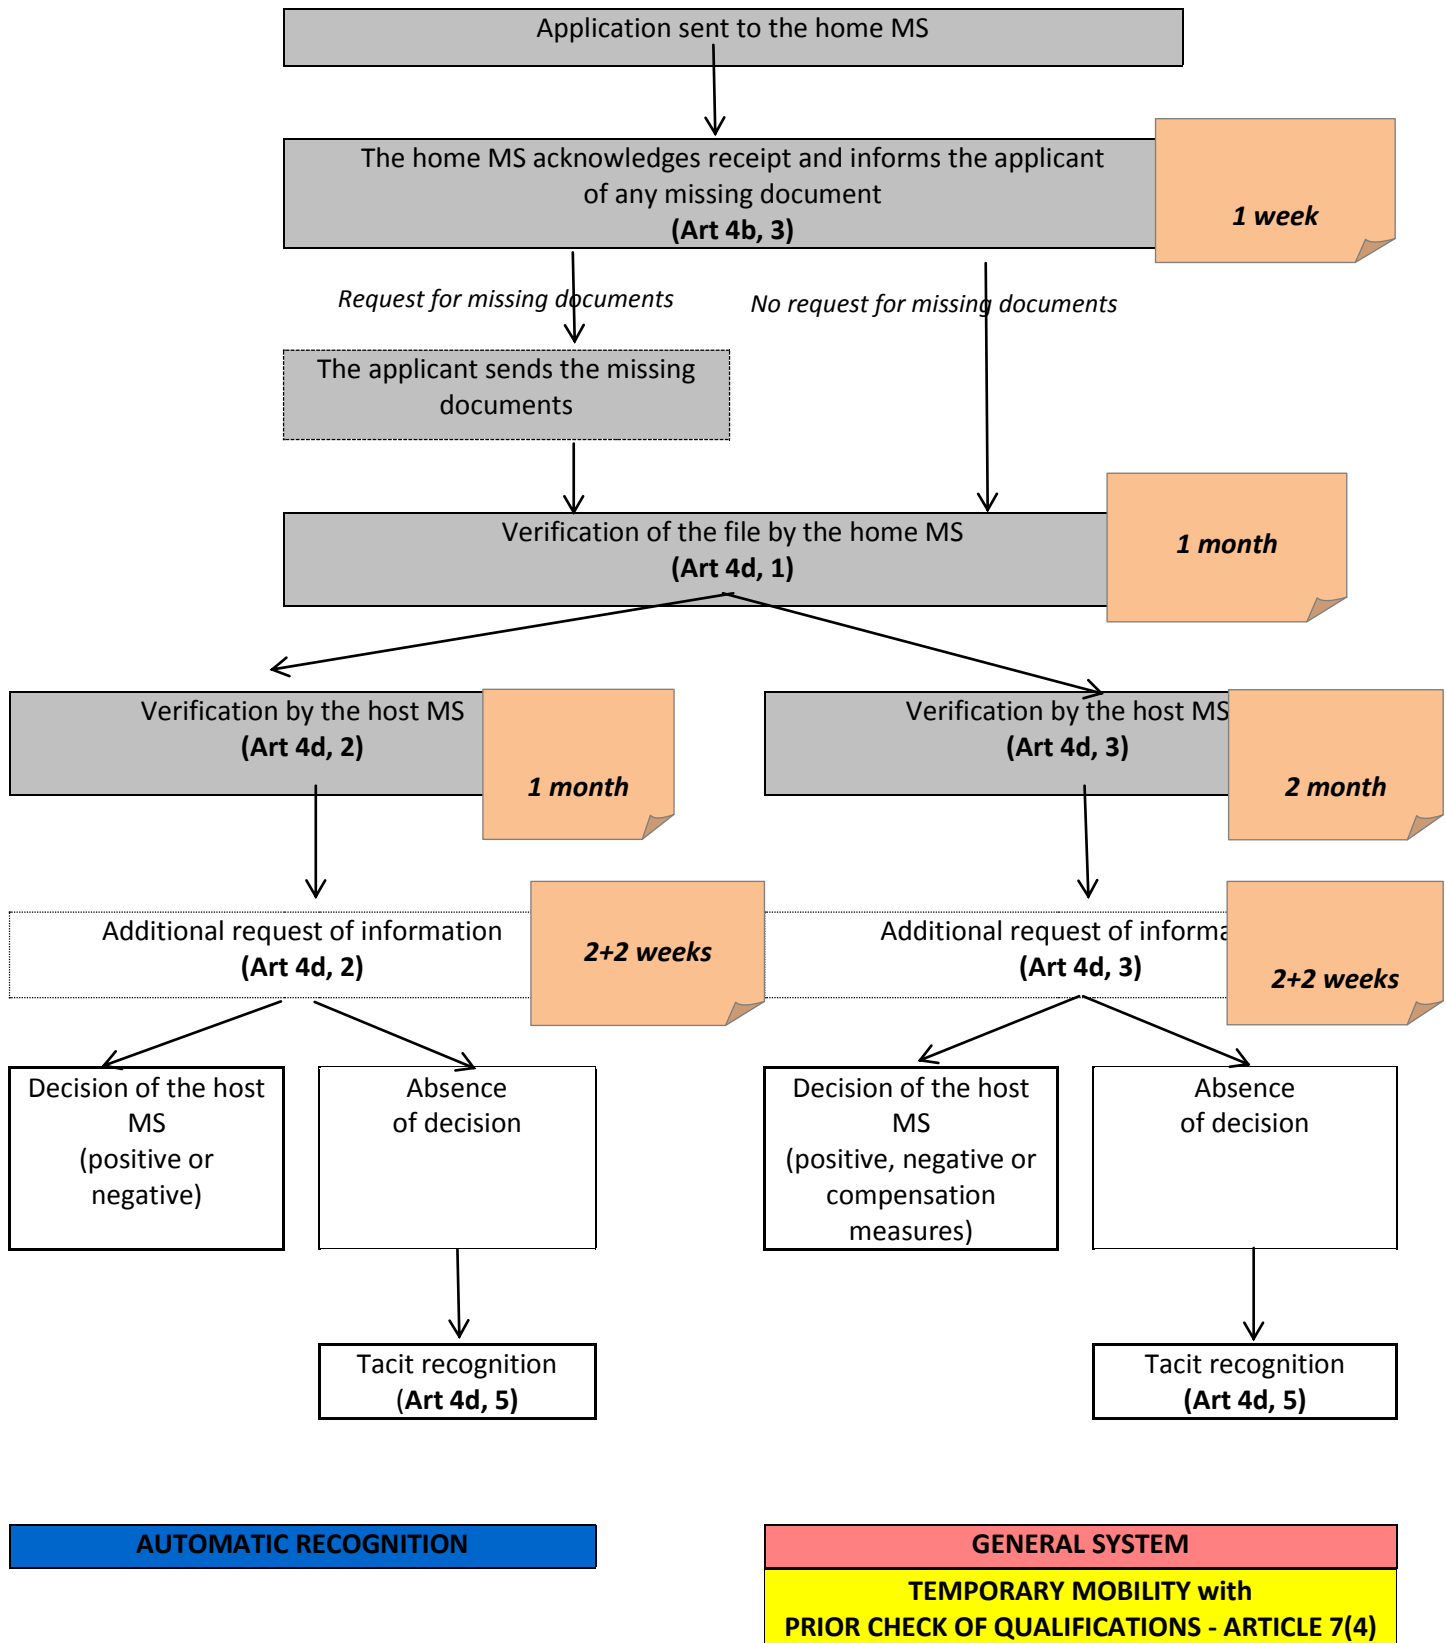 Application sent to the home MS
The home MS acknowledges receipt and informs the applicant
of any missing document
(Art 4b, 3)
1 week
Request for missing documents
No request for missing documents
The applicant sends the missing
documents
Verification of the file by the home MS
(Art 4d, 1)
1 month
Verification by the host MS
(Art 4d, 2)
1 month
Verification by the host MS
(Art 4d, 3)
2 month
Additional request of information
(Art 4d, 2)
2+2 weeks
Additional request of informa
(Art 4d, 3)
2+2 weeks
Decision of the host
MS
(positive or
negative)
Absence
of decision
Decision of the host
MS
(positive, negative or
compensation
measures)
Absence
of decision
Tacit recognition
(Art 4d, 5)
Tacit recognition
(Art 4d, 5)
AUTOMATIC RECOGNITION
GENERAL SYSTEM
TEMPORARY MOBILITY with
PRIOR CHECK OF QUALIFICATIONS - ARTICLE 7(4)